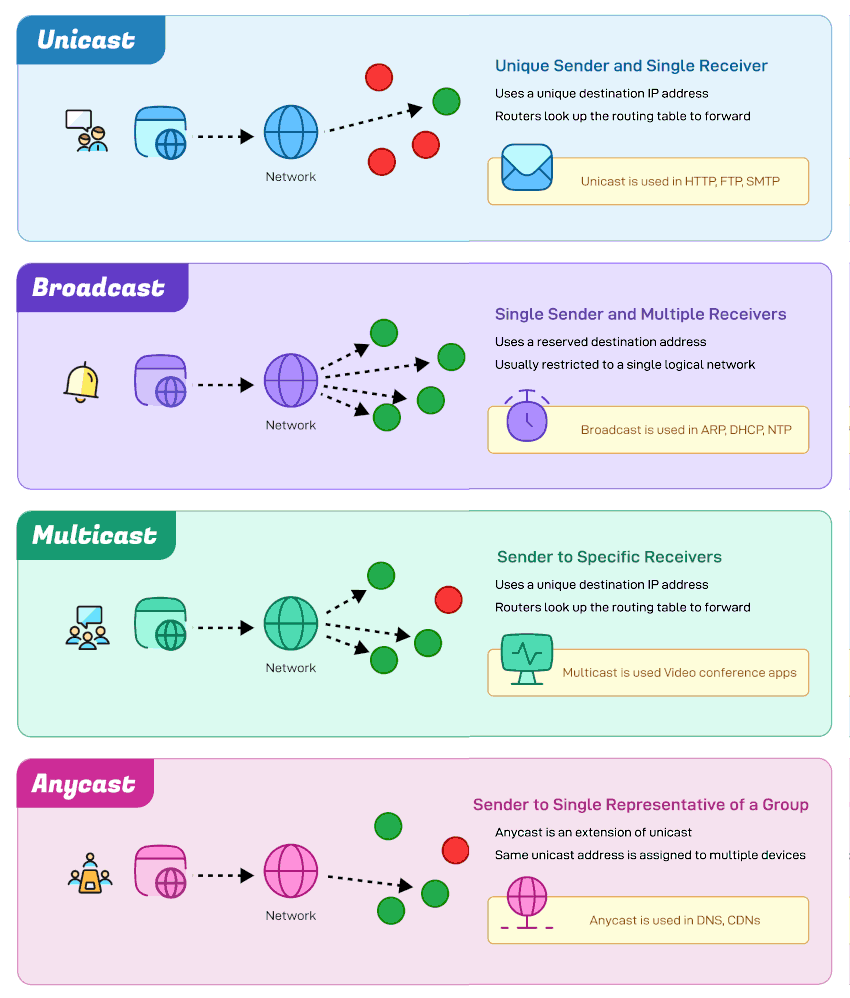 Unicast
Unique Sender and Single Receiver
Uses a unique destination IP address
Routers look up the routing table to forward
Network
Unicast is used in HTTP, FTP, SMTP
Broadcast
Single Sender and Multiple Receivers
Uses a reserved destination address
Usually restricted to a single logical network
Network
Broadcast is used in ARP, DHCP, NTP
Multicast
Sender to Specific Receivers
Uses a unique destination IP address
Routers look up the routing table to forward
Network
Multicast is used Video conference apps
Anycast
Sender to Single Representative of a Group
Anycast is an extension of unicast
Same unicast address is assigned to multiple devices
Network
Anycast is used in DNS, CDNs